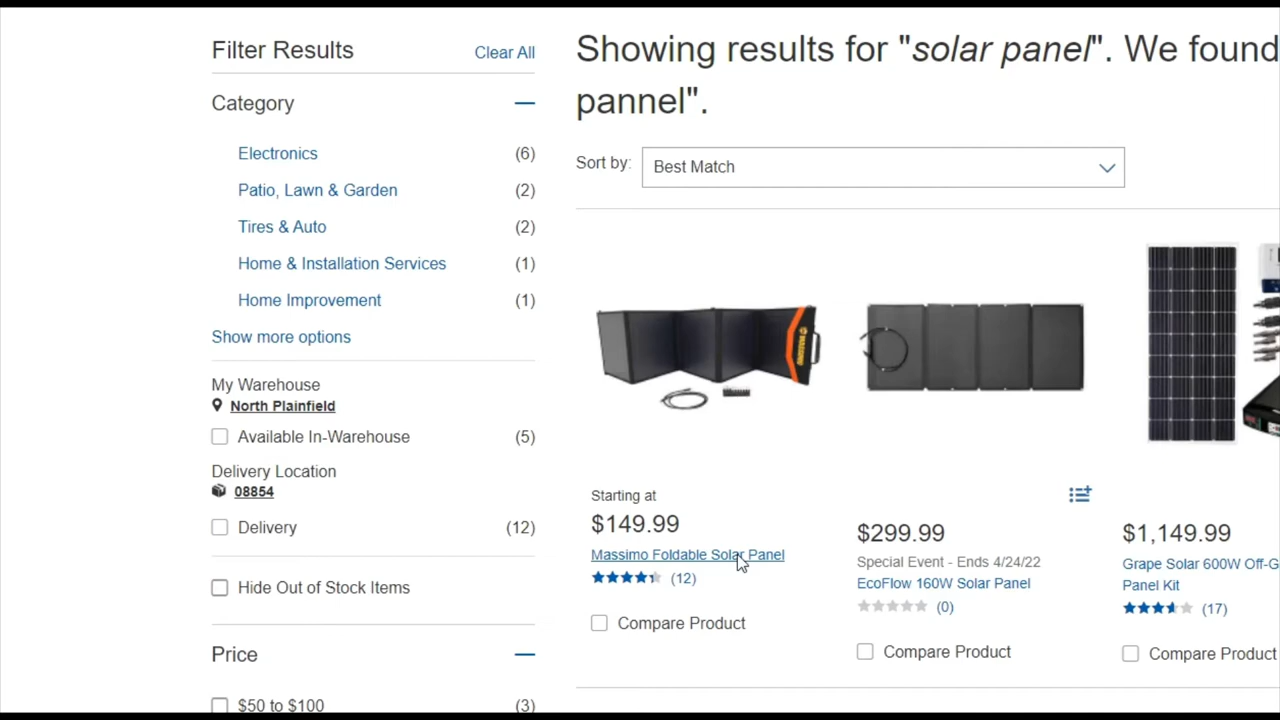 Filter Results
Clear All
Category
Electronics (6)
Patio, Lawn & Garden (2)
Tires & Auto (2)
Home & Installation Services (1)
Home Improvement (1)
Show more options
My Warehouse
North Plainfield
Available In-Warehouse (5)
Delivery Location
08854
Delivery (12)
Hide Out of Stock Items
Price
$50 to $100 (3)
Showing results for "solar panel". We found
pannel".
Sort by: Best Match
MASSIMO
Starting at
$149.99
Massimo Foldable Solar Panel
(12)
Compare Product
$299.99
Special Event - Ends 4/24/22
EcoFlow 160W Solar Panel
(0)
Compare Product
$1,149.99
Grape Solar 600W Off-G
Panel Kit
(17)
Compare Product